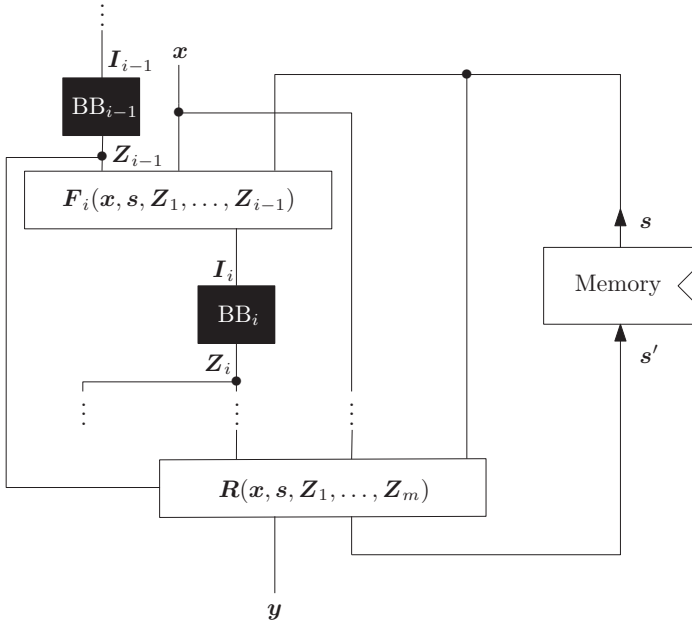 ⋮
I_{i−1}
x
BB_{i−1}
Z_{i−1}
F_i(x, s, Z_1, . . . , Z_{i−1})
s
I_i
Memory
BB_i
s′
Z_i
⋮ ⋮ ⋮
R(x, s, Z_1, . . . , Z_m)
y